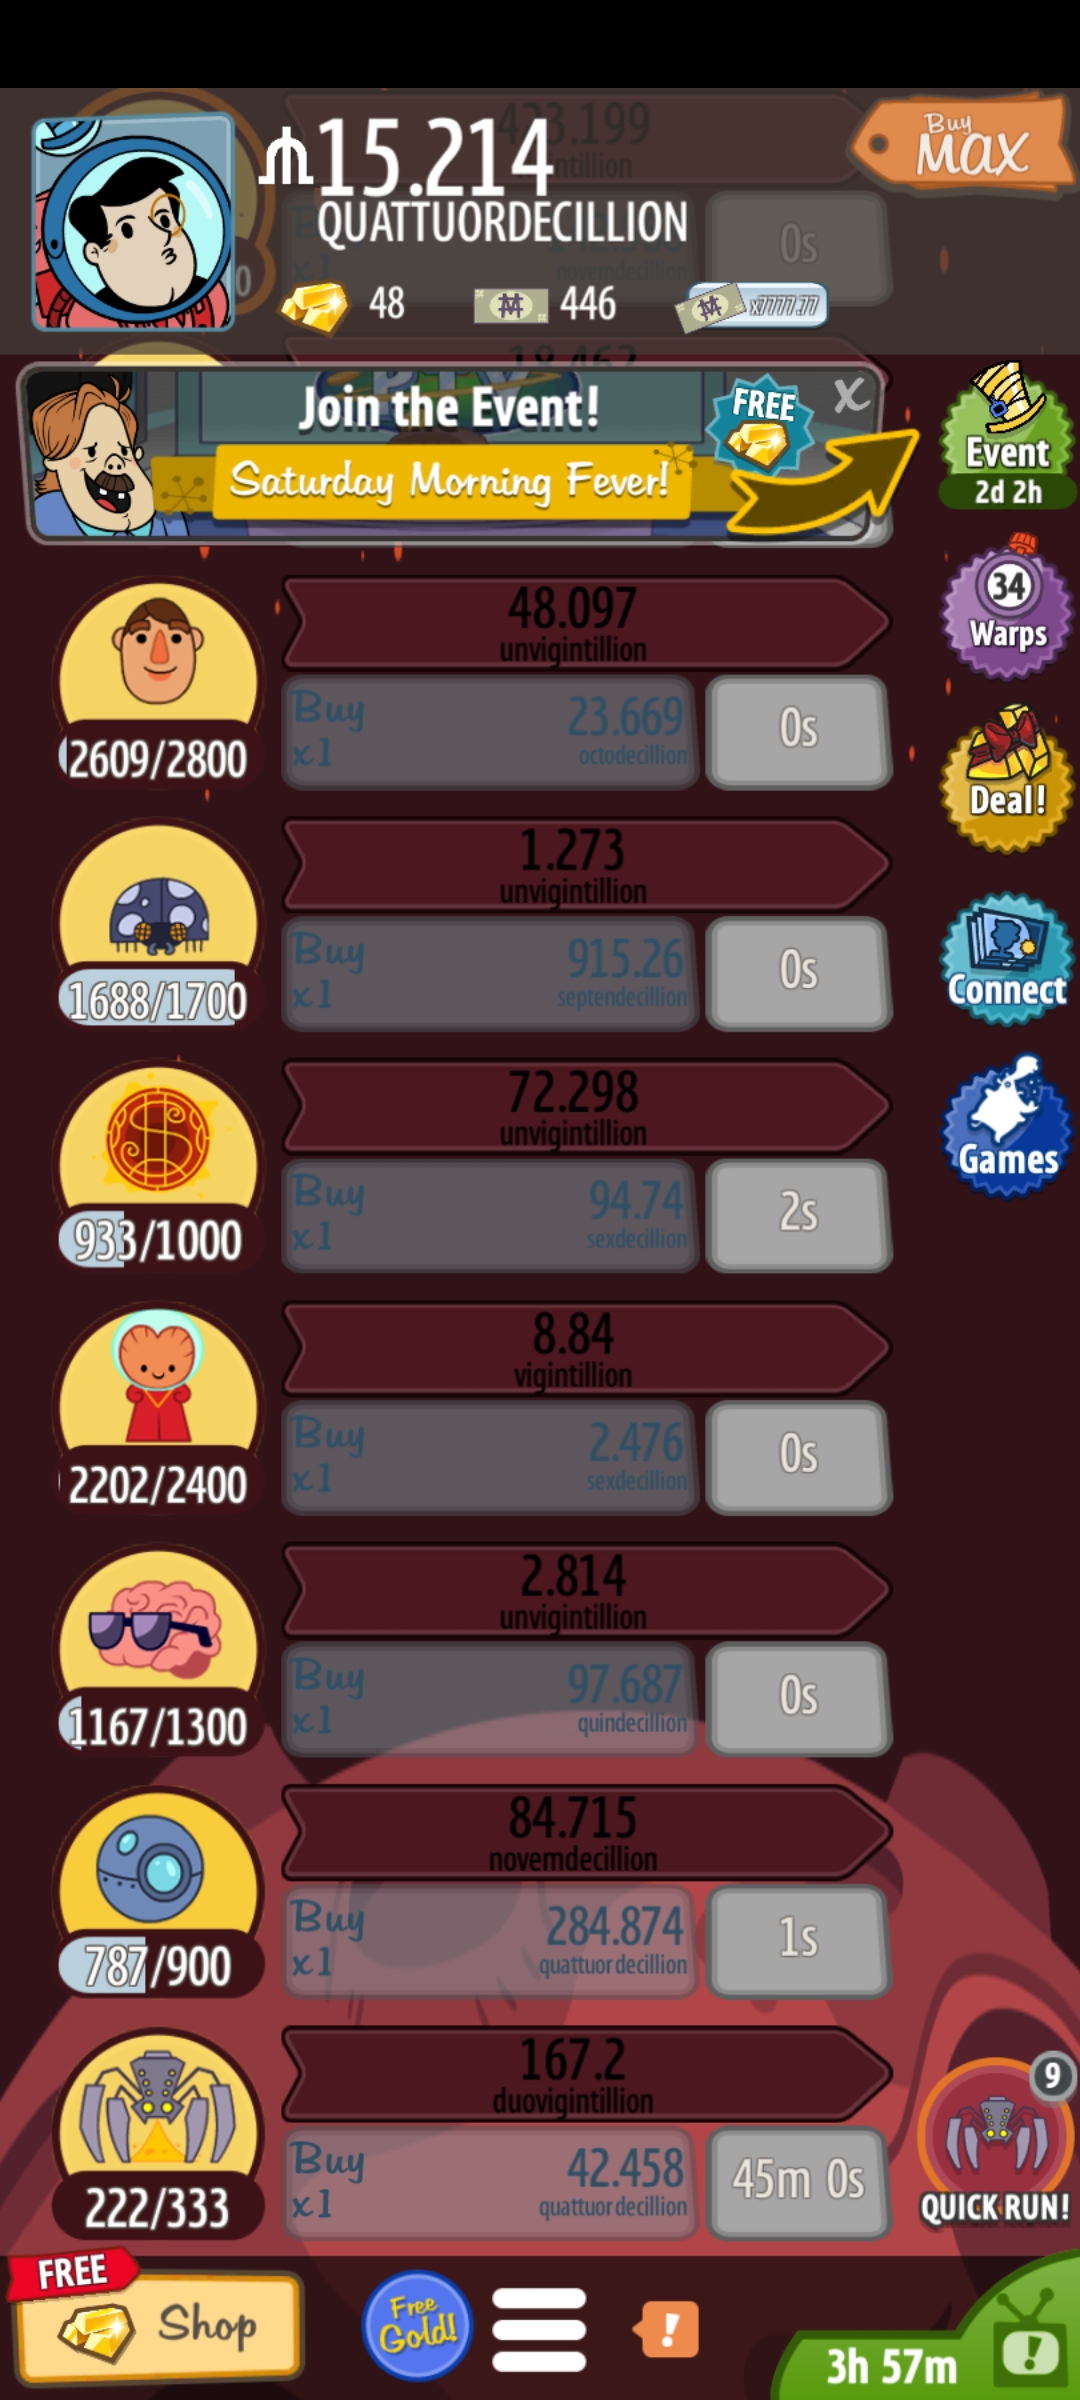 15.214
QUATTUORDECILLION
Buy
MAX
48
446
x7777.77
0s
Join the Event!
FREE
X
Saturday Morning Fever!
Event
2d 2h
34
Warps
Deal!
Connect
Games
48.097
unvigintillion
2609/2800
Buy
x1
23.669
octodecillion
0s
1.273
unvigintillion
1688/1700
Buy
x1
915.26
septendecillion
0s
72.298
unvigintillion
933/1000
Buy
x1
94.74
sexdecillion
2s
8.84
vigintillion
2202/2400
Buy
x1
2.476
sexdecillion
0s
2.814
unvigintillion
1167/1300
Buy
x1
97.687
quindecillion
0s
84.715
novemdecillion
787/900
Buy
x1
284.874
quattuordecillion
1s
167.2
duovigintillion
222/333
Buy
x1
42.458
quattuordecillion
45m 0s
9
QUICK RUN!
FREE
Shop
Free
Gold!
!
3h 57m
!